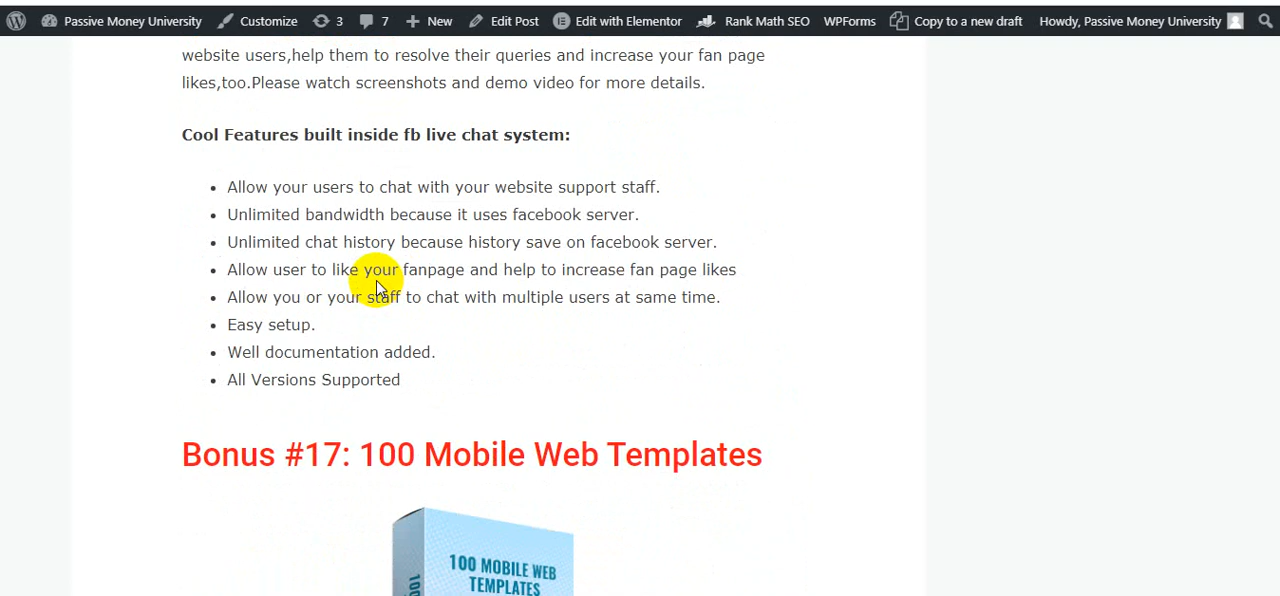 Passive Money University Customize 3 7 New Edit Post Edit with Elementor Rank Math SEO WPForms Copy to a new draft Howdy, Passive Money University
website users,help them to resolve their queries and increase your fan page
likes,too.Please watch screenshots and demo video for more details.
Cool Features built inside fb live chat system:
Allow your users to chat with your website support staff.
Unlimited bandwidth because it uses facebook server.
Unlimited chat history because history save on facebook server.
Allow user to like your fanpage and help to increase fan page likes
Allow you or your staff to chat with multiple users at same time.
Easy setup.
Well documentation added.
All Versions Supported
Bonus #17: 100 Mobile Web Templates
100 MOBILE WEB
TEMPLATES
100